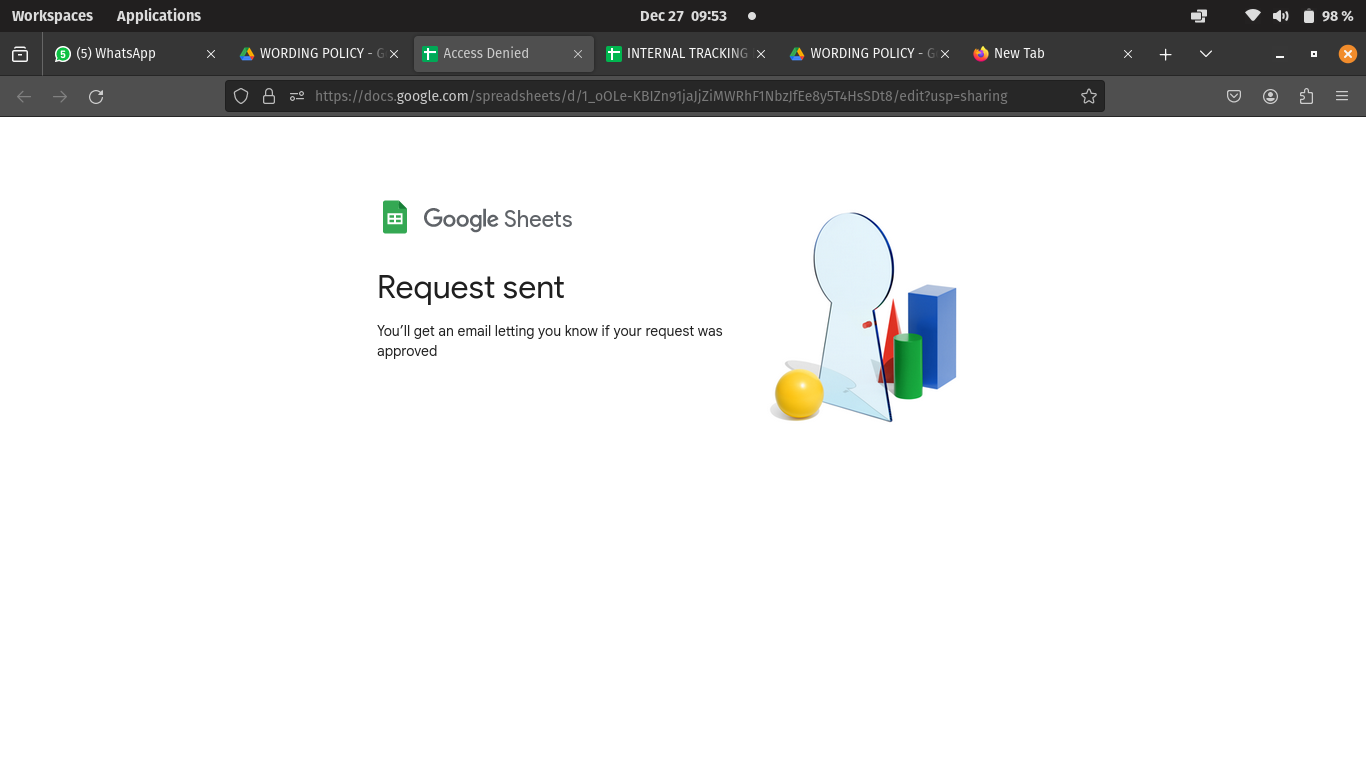 Workspaces Applications Dec 27 09:53 98 %
(5) WhatsApp WORDING POLICY - G Access Denied INTERNAL TRACKING WORDING POLICY - G New Tab
https://docs.google.com/spreadsheets/d/1_oOLe-KBIZn91jaJjZiMWRhF1NbzJfEe8y5T4HsSDt8/edit?usp=sharing
Google Sheets
Request sent
You’ll get an email letting you know if your request was
approved